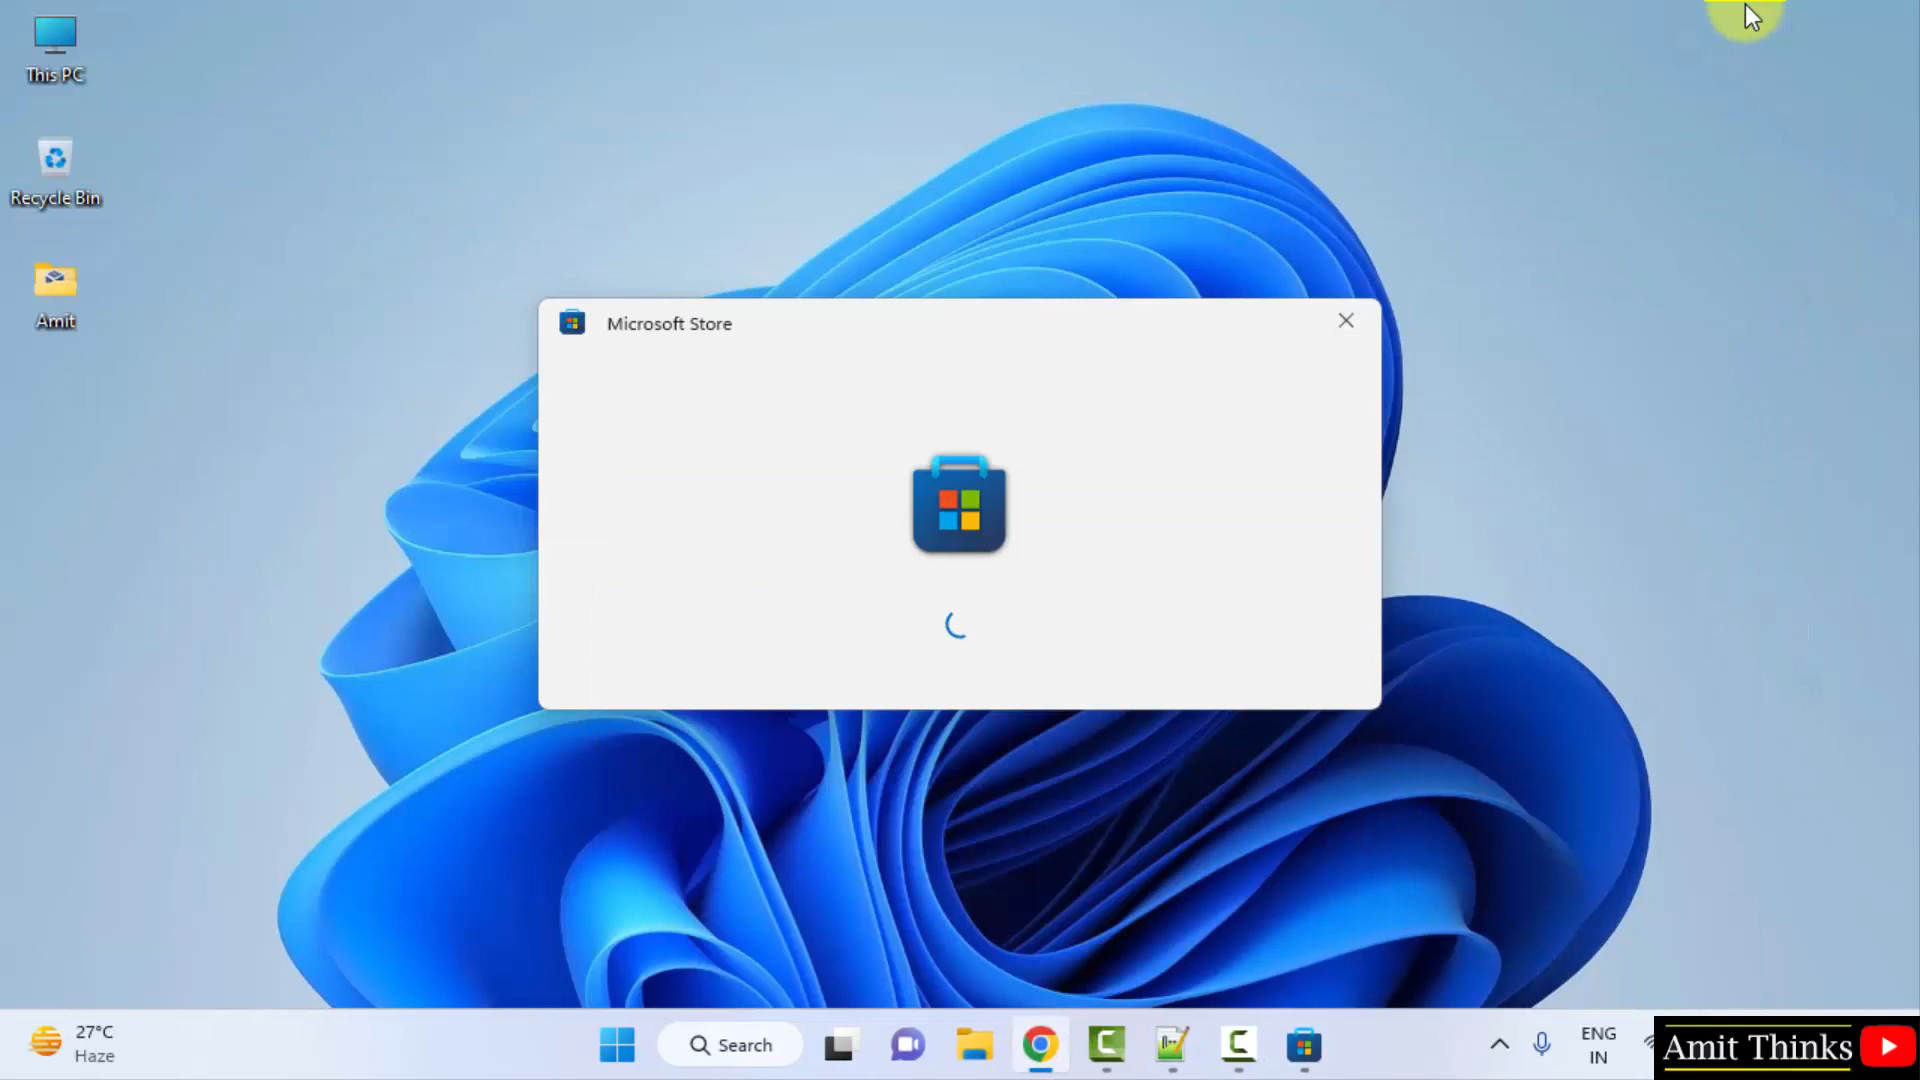 This PC
Recycle Bin
Amit
Microsoft Store
27°C
Haze
Search
ENG
IN
Amit Thinks